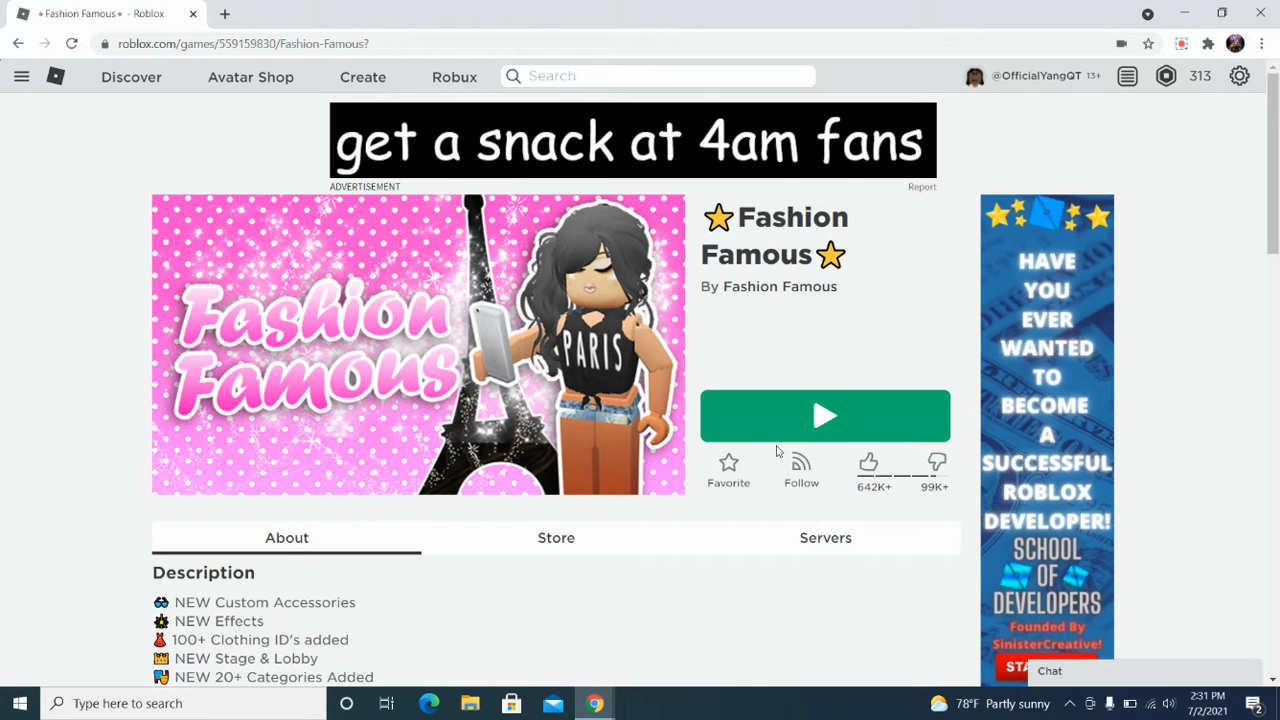 ⭑Fashion Famous⭑ - Roblox
roblox.com/games/559159830/Fashion-Famous?
Discover
Avatar Shop
Create
Robux
Search
@OfficialYangQT 13+
313
get a snack at 4am fans
ADVERTISEMENT
Report
Fashion
Famous
PARIS
⭐Fashion
Famous⭐
By Fashion Famous
Favorite
Follow
642K+
99K+
HAVE
YOU
EVER
WANTED
TO
BECOME
A
SUCCESSFUL
ROBLOX
DEVELOPER!
SCHOOL
OF
DEVELOPERS
Founded By
SinisterCreative!
About
Store
Servers
Description
NEW Custom Accessories
NEW Effects
100+ Clothing ID's added
NEW Stage & Lobby
NEW 20+ Categories Added
Chat
Type here to search
78°F Partly sunny
2:31 PM
7/2/2021
2